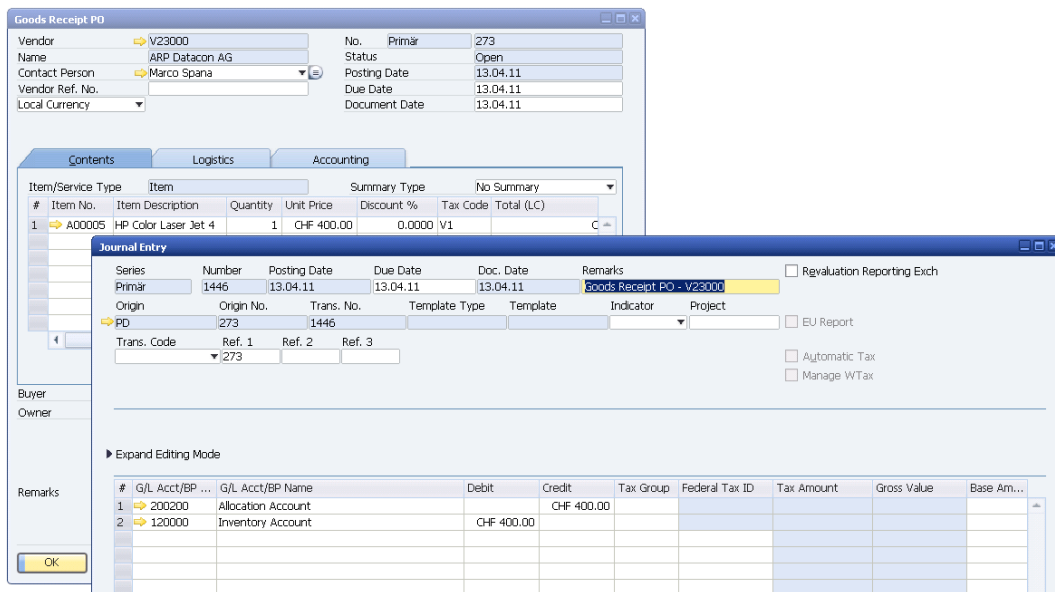 Goods Receipt PO
Vendor V23000 No. Primär 273
Name ARP Datacon AG Status Open
Contact Person Marco Spana Posting Date 13.04.11
Vendor Ref. No. Due Date 13.04.11
Local Currency Document Date 13.04.11
Contents Logistics Accounting
Item/Service Type Item Summary Type No Summary
# Item No. Item Description Quantity Unit Price Discount % Tax Code Total (LC)
1 A00005 HP Color Laser Jet 4 1 CHF 400.00 0.0000 V1 C
Journal Entry
Series Number Posting Date Due Date Doc. Date Remarks Revaluation Reporting Exch
Primär 1446 13.04.11 13.04.11 13.04.11 Goods Receipt PO - V23000
Origin Origin No. Trans. No. Template Type Template Indicator Project
PD 273 1446 EU Report
Trans. Code Ref. 1 Ref. 2 Ref. 3
273 Automatic Tax
Manage WTax
Buyer
Owner
Expand Editing Mode
Remarks
# G/L Acct/BP ... G/L Acct/BP Name Debit Credit Tax Group Federal Tax ID Tax Amount Gross Value Base Am...
1 200200 Allocation Account CHF 400.00
2 120000 Inventory Account CHF 400.00
OK